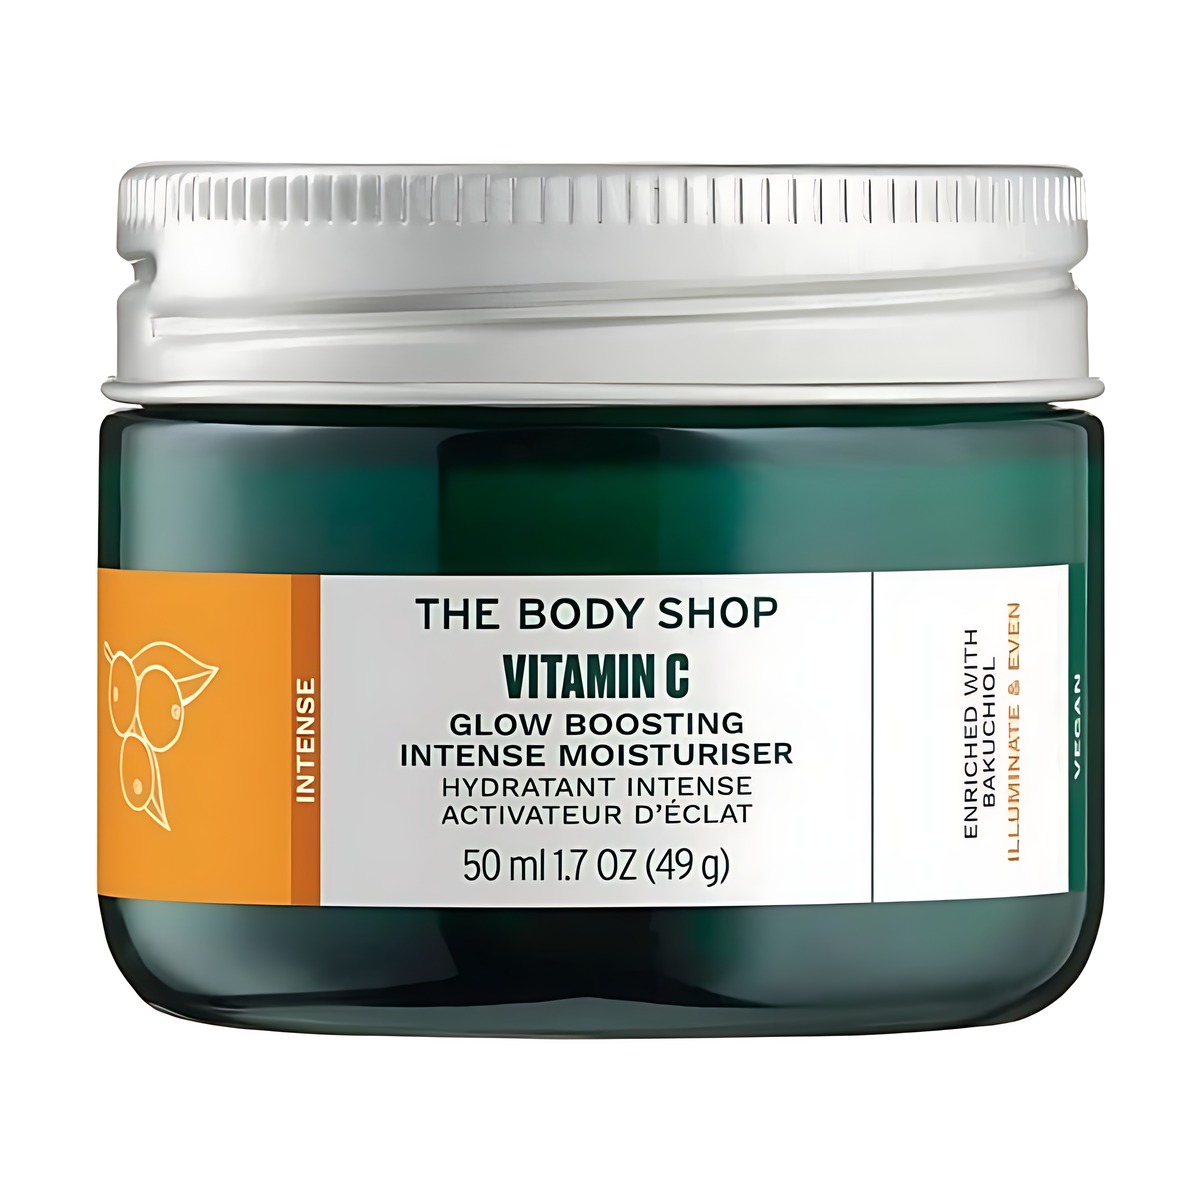 INTENSE
THE BODY SHOP
VITAMIN C
GLOW BOOSTING
INTENSE MOISTURISER
HYDRATANT INTENSE
ACTIVATEUR D'ÉCLAT
50 ml 1.7 OZ (49 g)
ENRICHED WITH
BAKUCHIOL
ILLUMINATE & EVEN
VEGAN